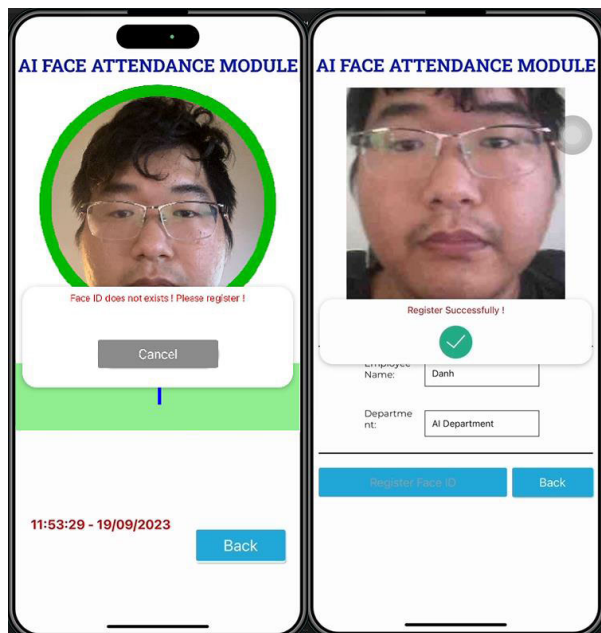 AI FACE ATTENDANCE MODULE
Face ID does not exists ! Please register !
Cancel
11:53:29 - 19/09/2023
Back
AI FACE ATTENDANCE MODULE
Register Successfully !
Employee
Name:
Danh
Departme
nt:
AI Department
Register Face ID
Back